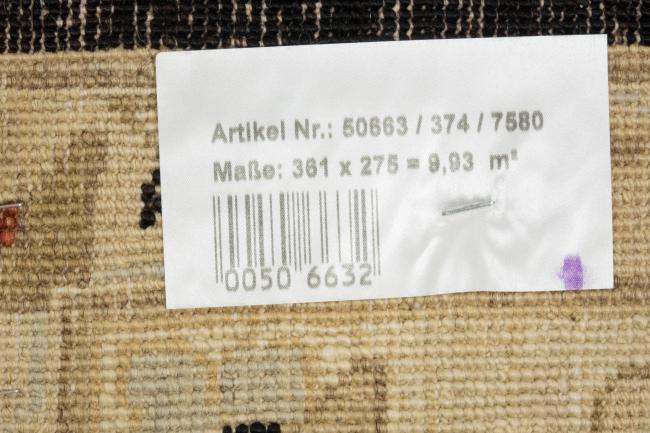 Artikel Nr.: 50663 / 374 / 7580
Maße: 361 x 275 = 9,93 m²
0050 6632